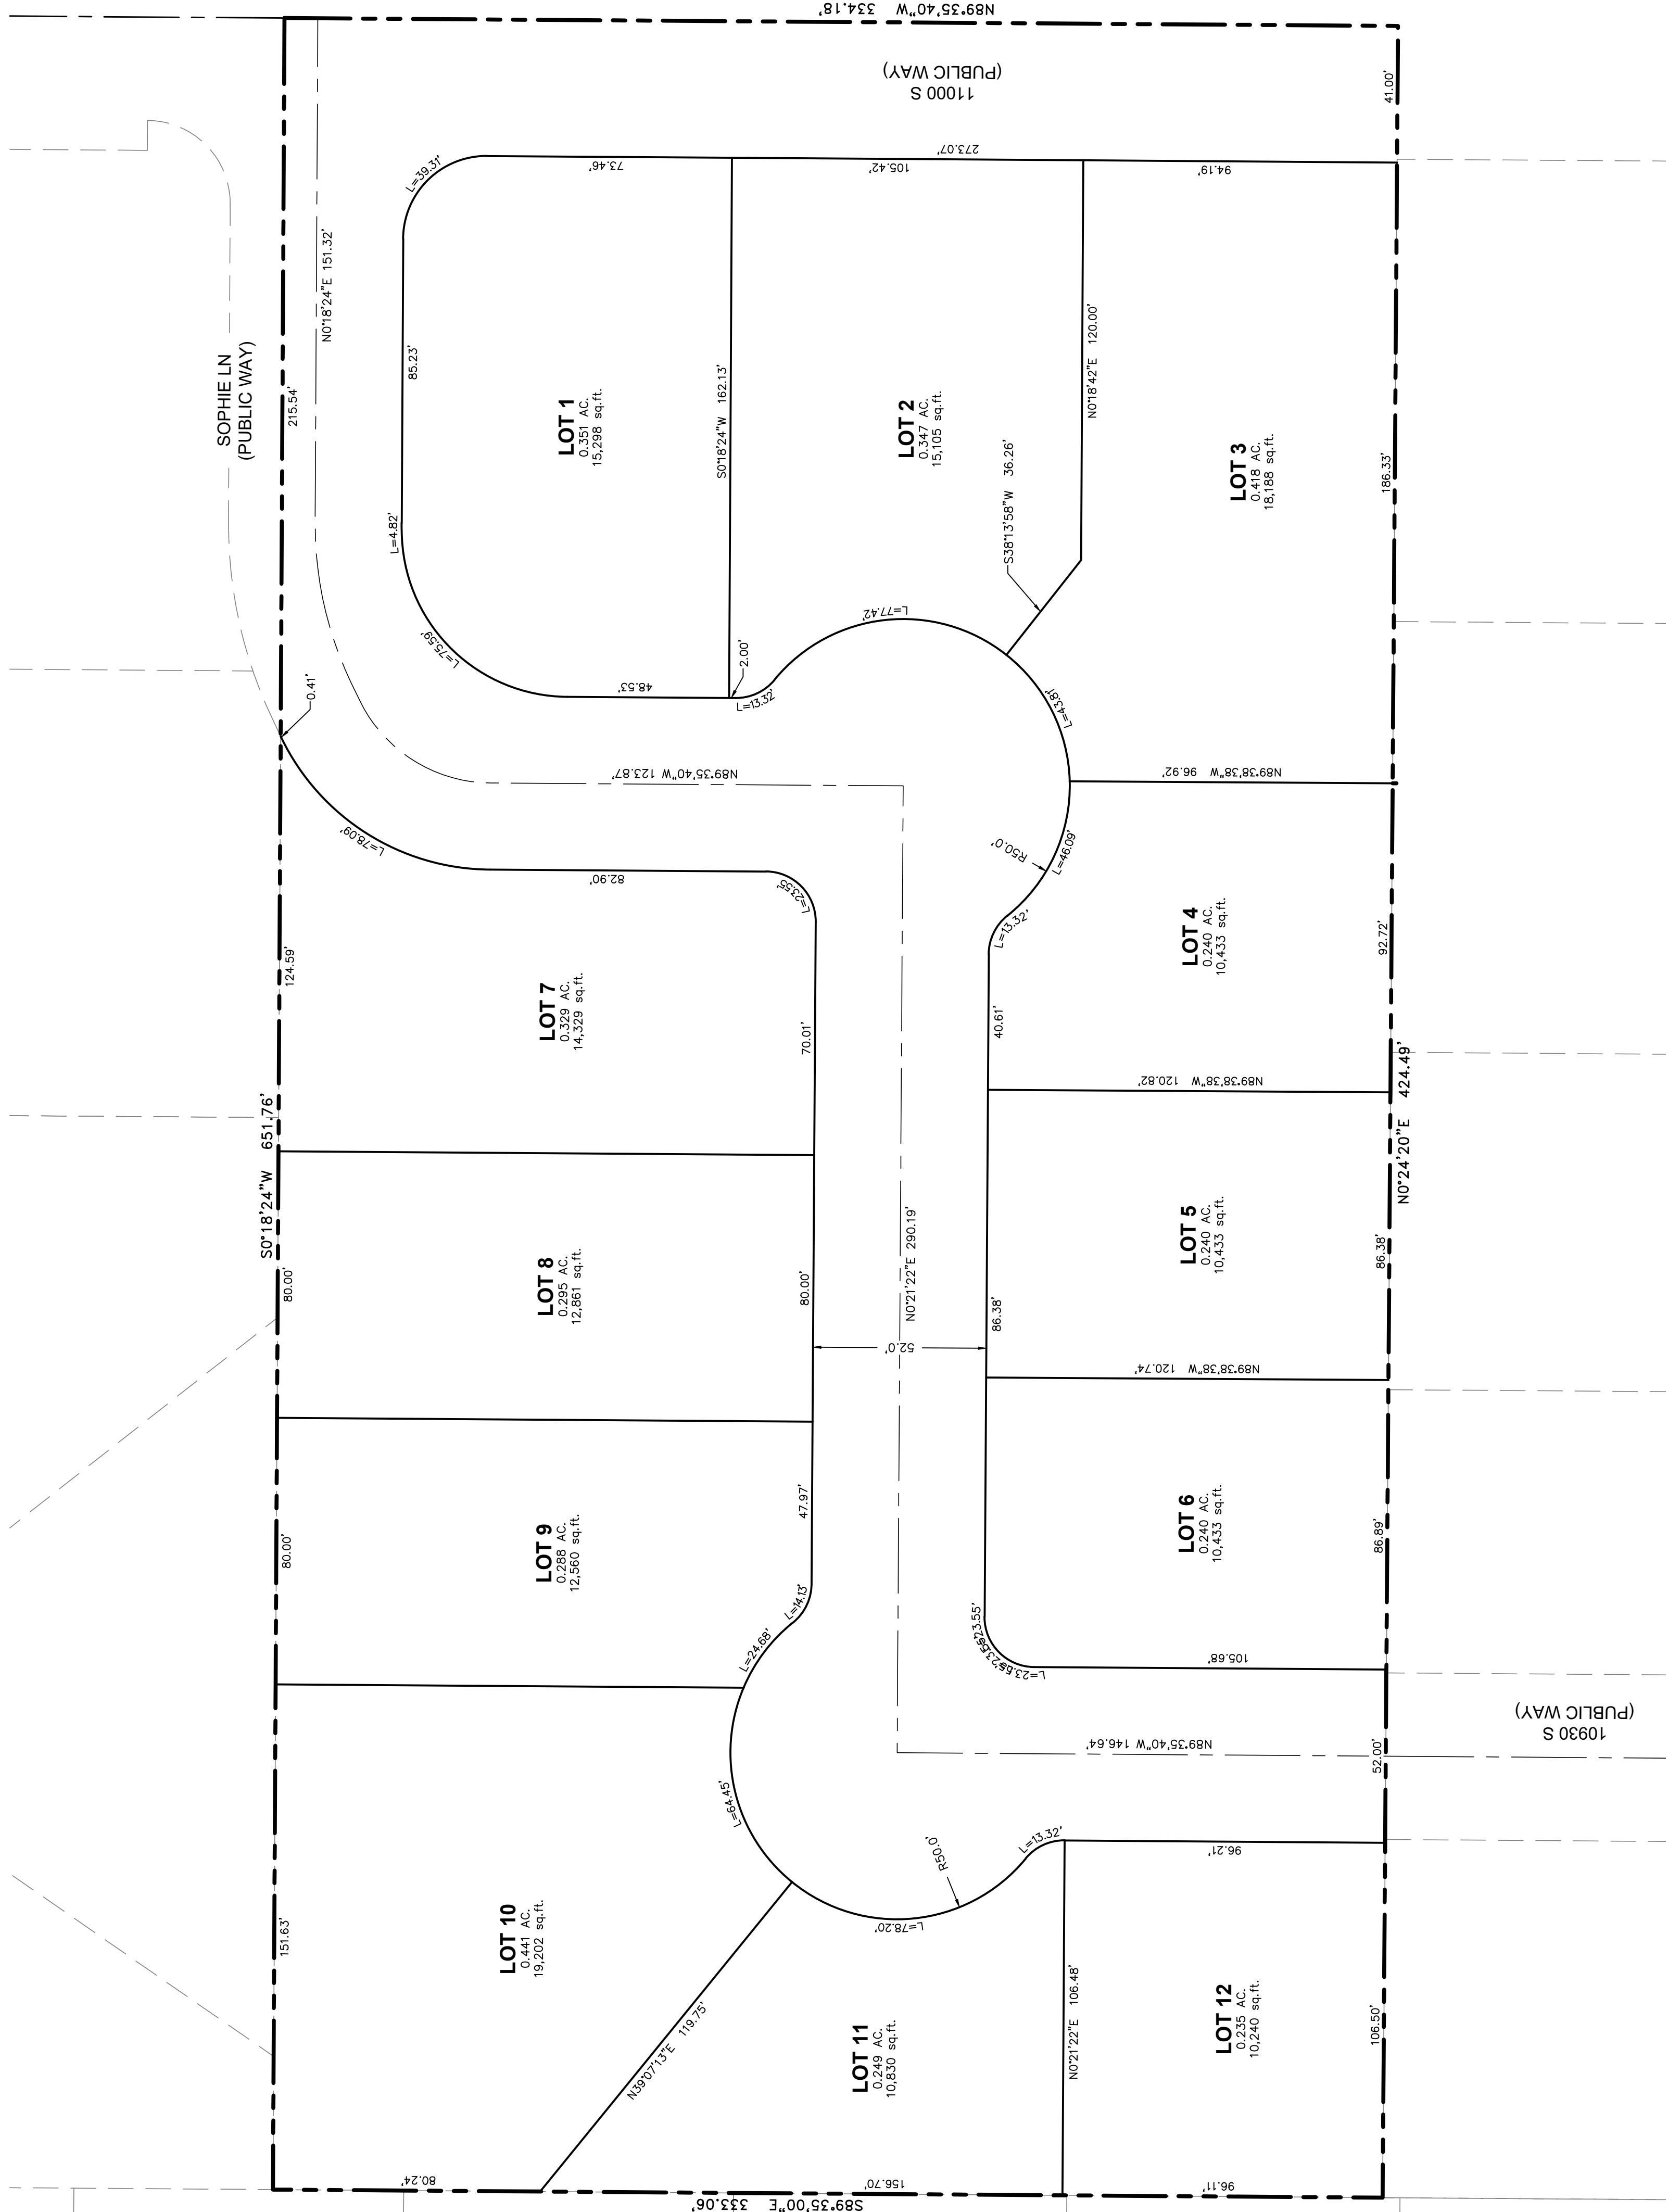 N89°35'40"W 334.18'
11000 S
(PUBLIC WAY)
41.00'
SOPHIE LN
(PUBLIC WAY)
N0°18'24"E 151.32'
215.54'
L=39.37'
73.46'
105.42'
273.07'
94.19'
85.23'
L=4.82'
L=75.59'
48.53'
LOT 1
0.351 AC.
15,298 sq.ft.
S0°18'24"W 162.13'
2.00'
L=13.32'
LOT 2
0.347 AC.
15,105 sq.ft.
L=77.42'
S38°13'58"W 36.26'
N0°18'42"E 120.00'
LOT 3
0.418 AC.
18,188 sq.ft.
186.33'
L=43.81'
N89°38'38"W 96.92'
0.41'
N89°35'40"W 123.87'
L=78.09'
82.90'
L=23.55'
R50.0'
L=46.09'
L=13.32'
LOT 4
0.240 AC.
10,433 sq.ft.
92.72'
40.61'
124.59'
LOT 7
0.329 AC.
14,329 sq.ft.
70.01'
N89°38'38"W 120.82'
N0°24'20"E 424.49'
S0°18'24"W 651.76'
80.00'
LOT 8
0.295 AC.
12,861 sq.ft.
80.00'
N0°21'22"E 290.19'
52.0'
86.38'
LOT 5
0.240 AC.
10,433 sq.ft.
86.38'
N89°38'38"W 120.74'
80.00'
LOT 9
0.288 AC.
12,560 sq.ft.
47.97'
L=14.13'
L=24.68'
LOT 6
0.240 AC.
10,433 sq.ft.
86.89'
L=23.55'
105.68'
10930 S
(PUBLIC WAY)
N89°35'40"W 146.64'
52.00'
L=64.45'
R50.0'
L=13.32'
96.21'
L=78.20'
151.63'
LOT 10
0.441 AC.
19,202 sq.ft.
N39°07'13"E 119.75'
LOT 11
0.249 AC.
10,830 sq.ft.
N0°21'22"E 106.48'
LOT 12
0.235 AC.
10,240 sq.ft.
106.50'
80.24'
156.70'
96.11'
S89°35'00"E 333.06'